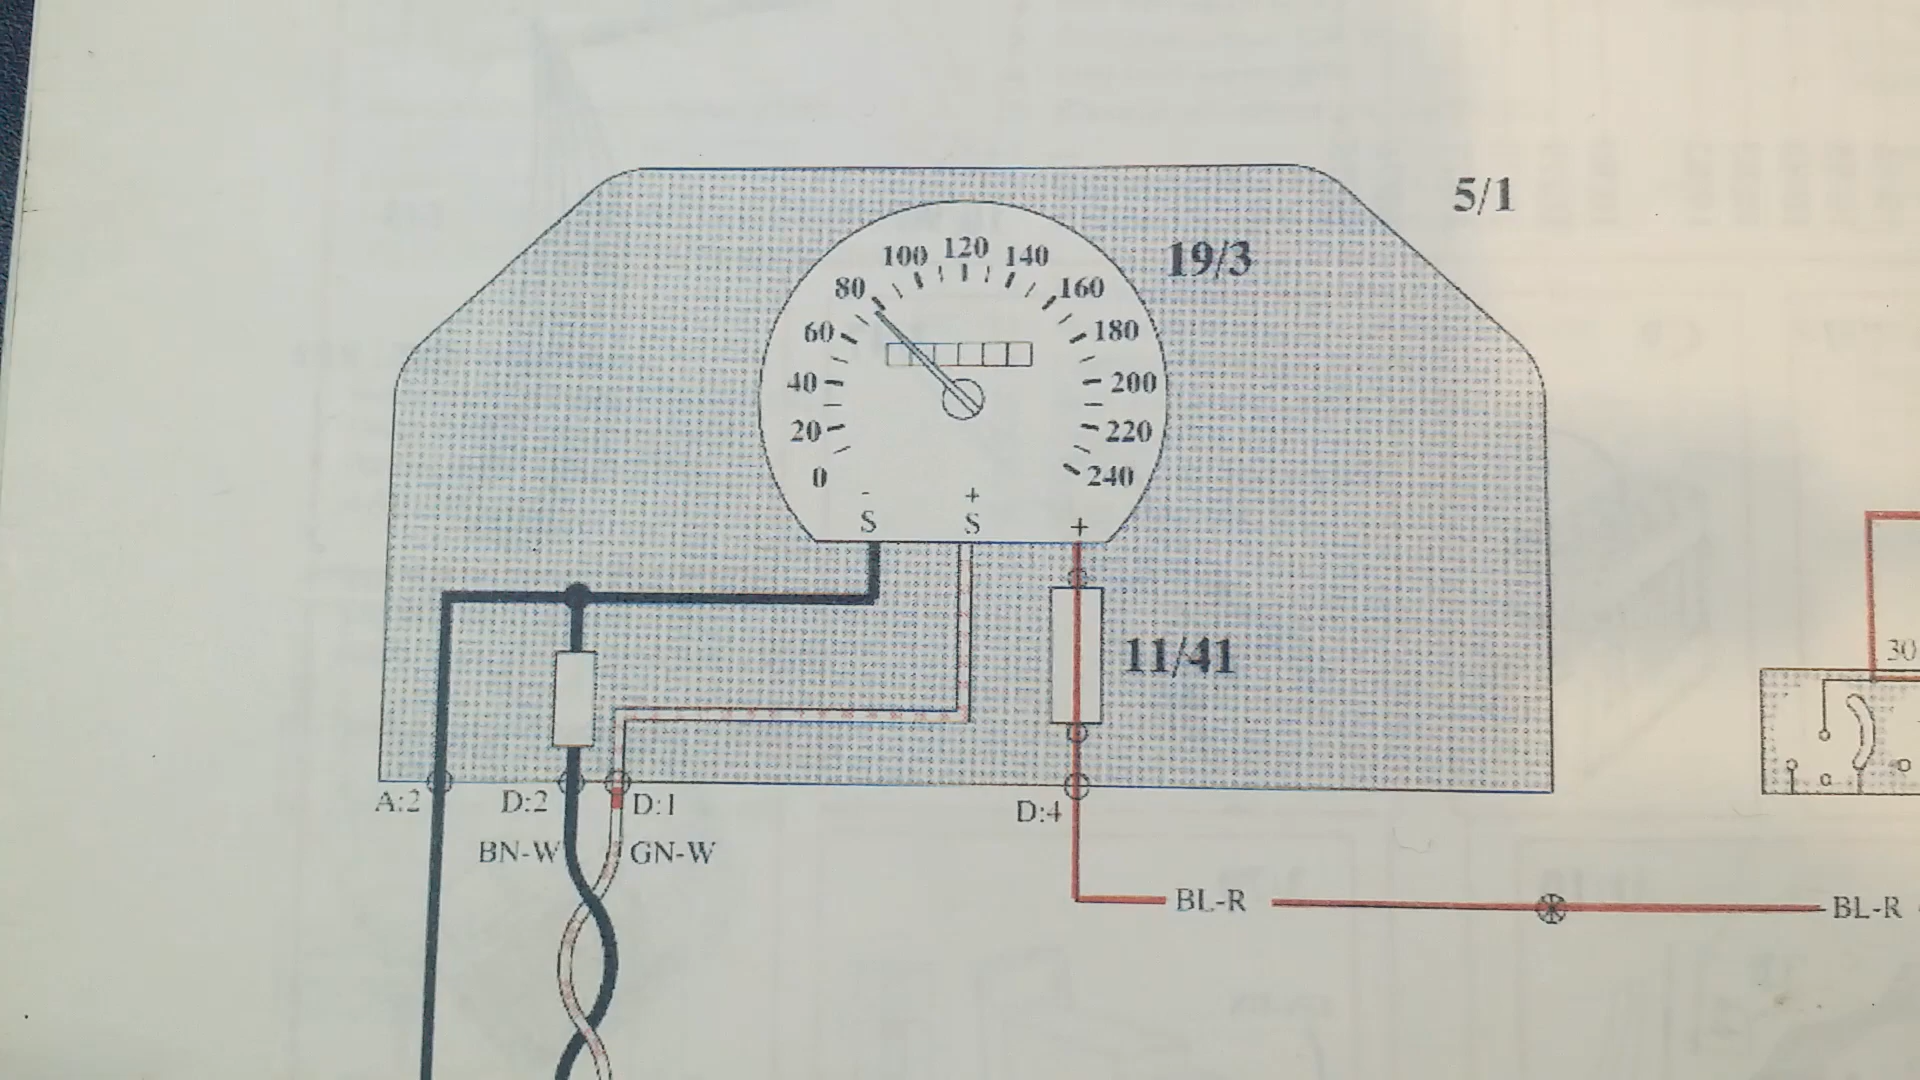 5/1
19/3
100 120 140
80 160
60 180
40 200
20 220
0 240
- +
S S +
11/41
30
A:2 D:2 D:1 D:4
BN-W GN-W
BL-R BL-R